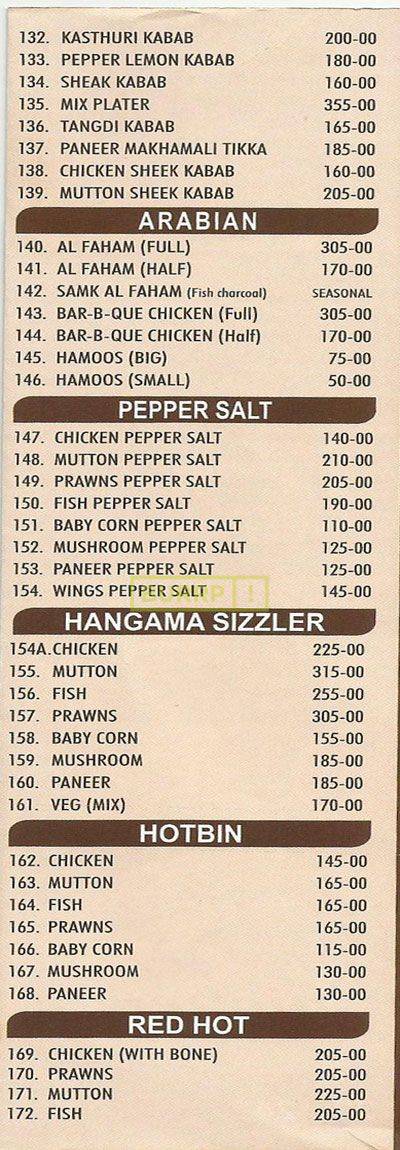 132. KASTHURI KABAB 200-00
133. PEPPER LEMON KABAB 180-00
134. SHEAK KABAB 160-00
135. MIX PLATER 355-00
136. TANGDI KABAB 165-00
137. PANEER MAKHAMALI TIKKA 185-00
138. CHICKEN SHEEK KABAB 160-00
139. MUTTON SHEEK KABAB 205-00
ARABIAN
140. AL FAHAM (FULL) 305-00
141. AL FAHAM (HALF) 170-00
142. SAMK AL FAHAM (Fish charcoal) SEASONAL
143. BAR-B-QUE CHICKEN (Full) 305-00
144. BAR-B-QUE CHICKEN (Half) 170-00
145. HAMOOS (BIG) 75-00
146. HAMOOS (SMALL) 50-00
PEPPER SALT
147. CHICKEN PEPPER SALT 140-00
148. MUTTON PEPPER SALT 210-00
149. PRAWNS PEPPER SALT 205-00
150. FISH PEPPER SALT 190-00
151. BABY CORN PEPPER SALT 110-00
152. MUSHROOM PEPPER SALT 125-00
153. PANEER PEPPER SALT 125-00
154. WINGS PEPPER SALT 145-00
HANGAMA SIZZLER
154A.CHICKEN 225-00
155. MUTTON 315-00
156. FISH 255-00
157. PRAWNS 305-00
158. BABY CORN 155-00
159. MUSHROOM 185-00
160. PANEER 185-00
161. VEG (MIX) 170-00
HOTBIN
162. CHICKEN 145-00
163. MUTTON 165-00
164. FISH 165-00
165. PRAWNS 165-00
166. BABY CORN 115-00
167. MUSHROOM 130-00
168. PANEER 130-00
RED HOT
169. CHICKEN (WITH BONE) 205-00
170. PRAWNS 205-00
171. MUTTON 225-00
172. FISH 205-00